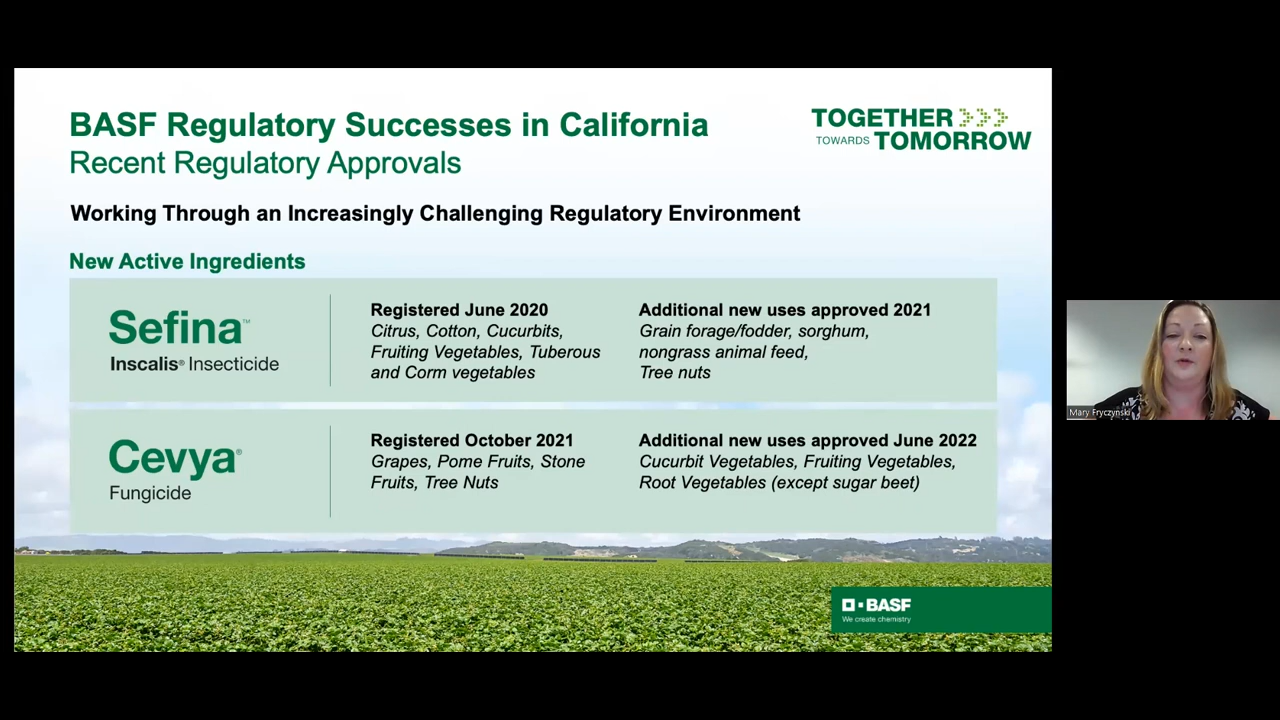 BASF Regulatory Successes in California
Recent Regulatory Approvals
TOGETHER
TOWARDS TOMORROW
Working Through an Increasingly Challenging Regulatory Environment
New Active Ingredients
Sefina™
Inscalis® Insecticide
Registered June 2020
Citrus, Cotton, Cucurbits,
Fruiting Vegetables, Tuberous
and Corm vegetables
Additional new uses approved 2021
Grain forage/fodder, sorghum,
nongrass animal feed,
Tree nuts
Cevya®
Fungicide
Registered October 2021
Grapes, Pome Fruits, Stone
Fruits, Tree Nuts
Additional new uses approved June 2022
Cucurbit Vegetables, Fruiting Vegetables,
Root Vegetables (except sugar beet)
BASF
We create chemistry
Mary Fryczynski